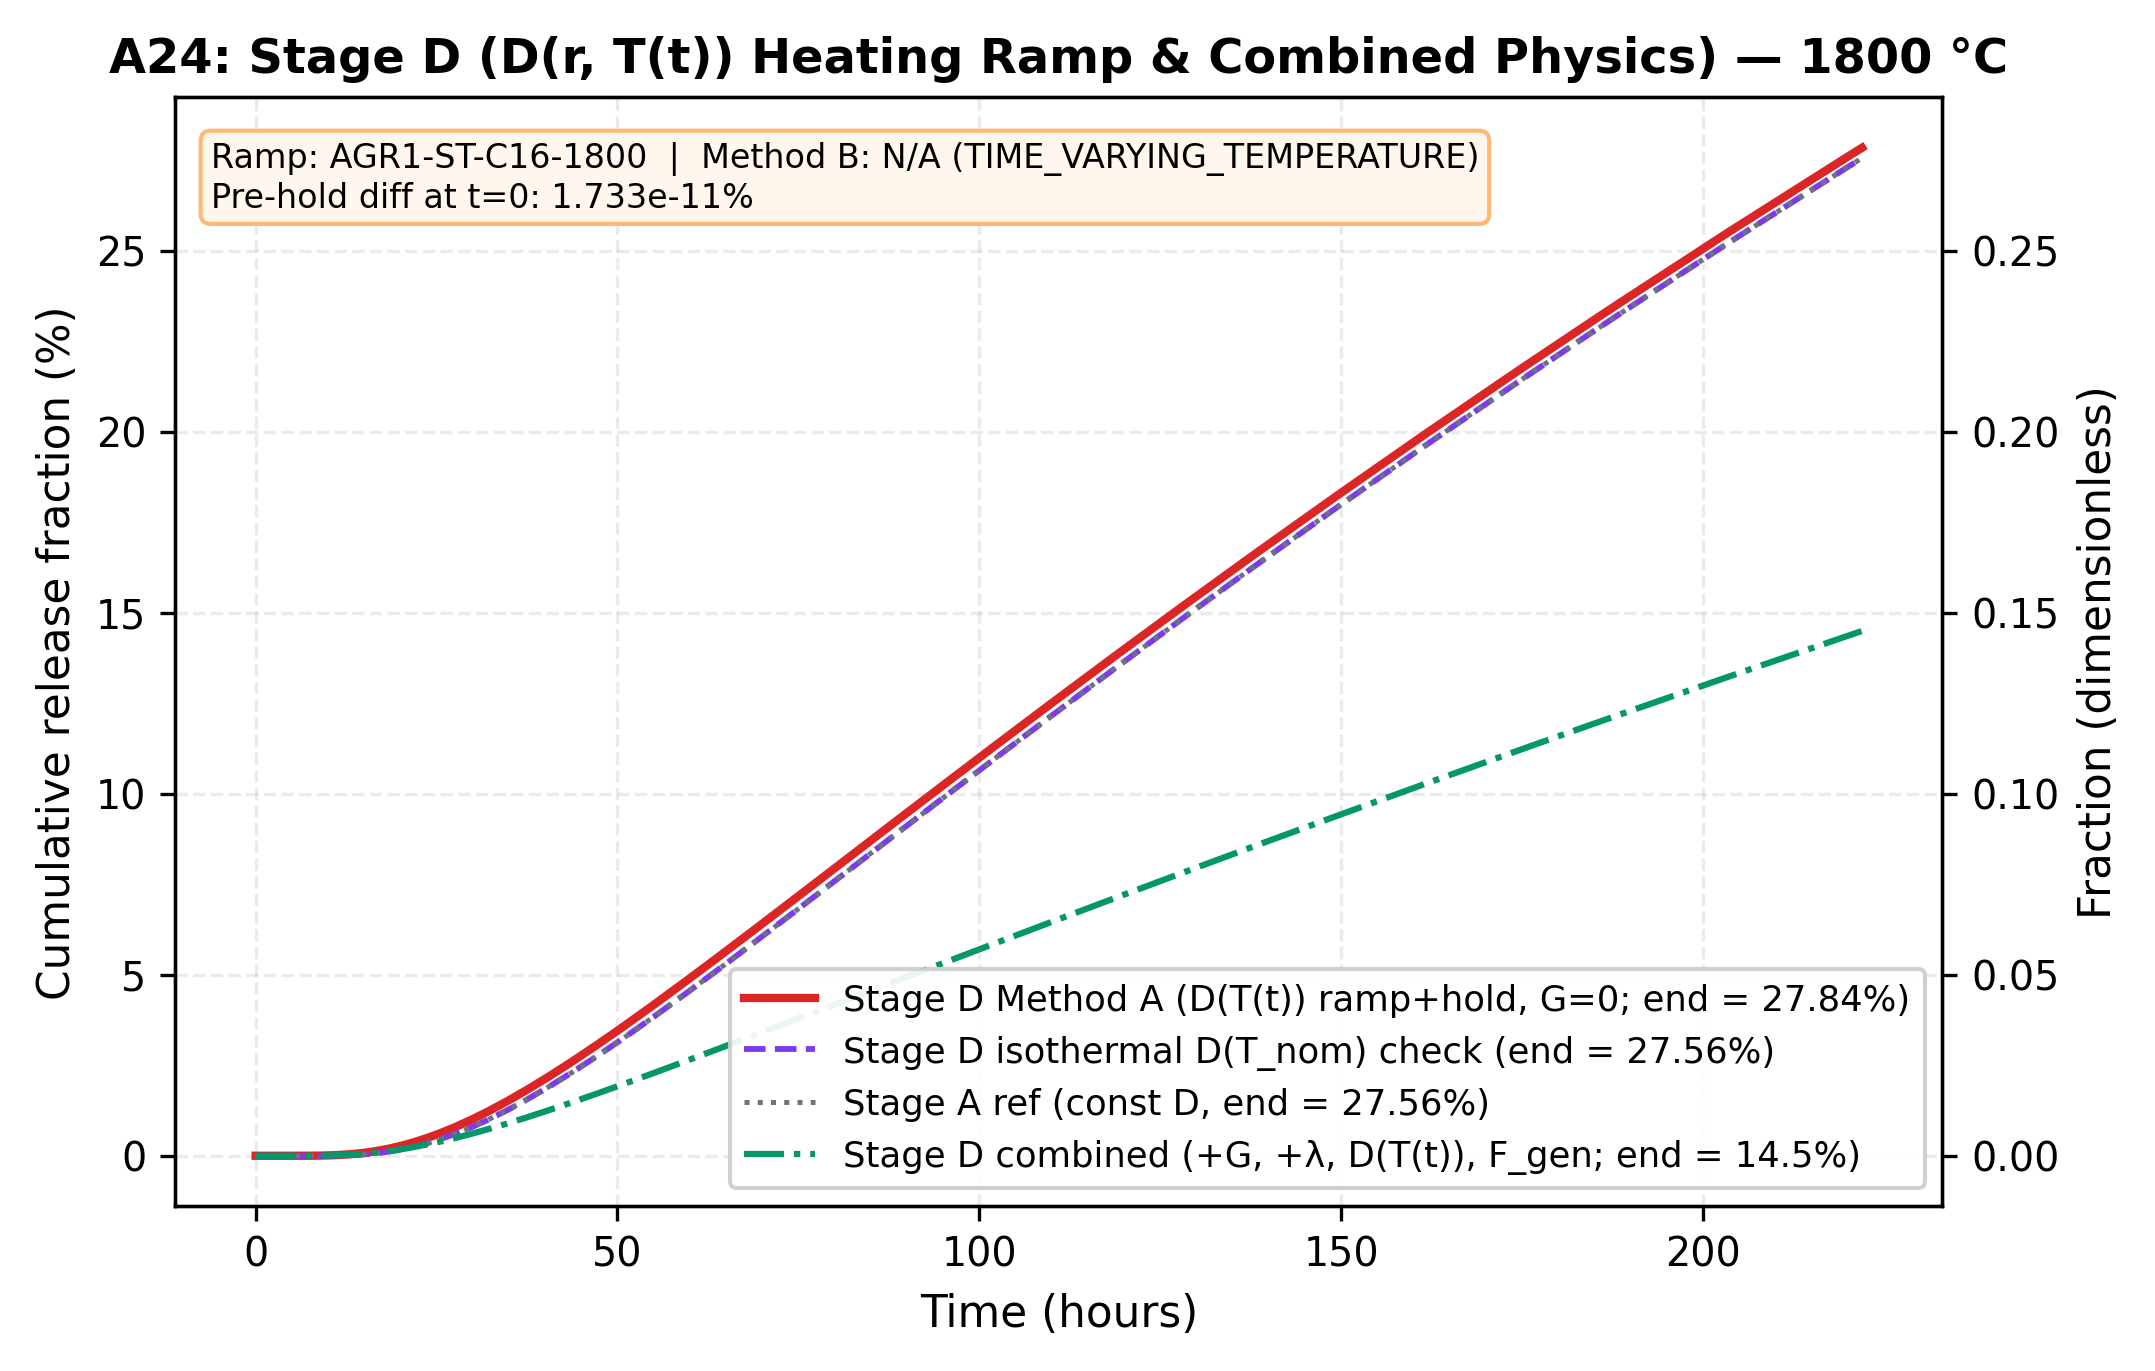 A24: Stage D (D(r, T(t)) Heating Ramp & Combined Physics) — 1800 °C
Ramp: AGR1-ST-C16-1800 | Method B: N/A (TIME_VARYING_TEMPERATURE)
Pre-hold diff at t=0: 1.733e-11%
Cumulative release fraction (%)
25
20
15
10
5
0
0.25
0.20
0.15
0.10
0.05
0.00
Fraction (dimensionless)
Stage D Method A (D(T(t)) ramp+hold, G=0; end = 27.84%)
Stage D isothermal D(T_nom) check (end = 27.56%)
Stage A ref (const D, end = 27.56%)
Stage D combined (+G, +λ, D(T(t)), F_gen; end = 14.5%)
0 50 100 150 200
Time (hours)